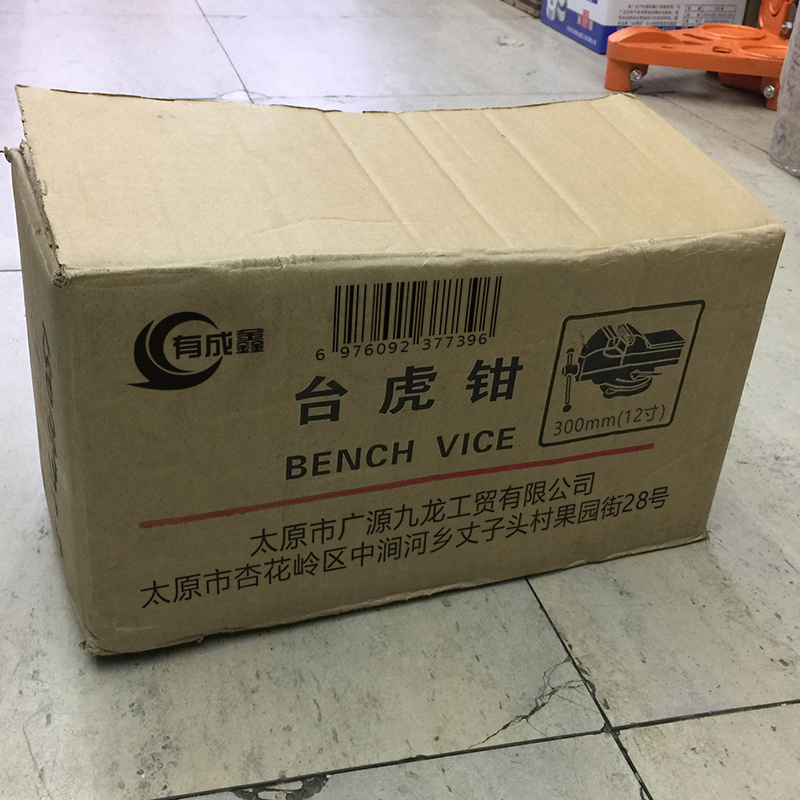 有成鑫
6 976092 377396
台虎钳
BENCH VICE
300mm(12寸)
太原市广源九龙工贸有限公司
太原市杏花岭区中涧河乡丈子头村果园街28号